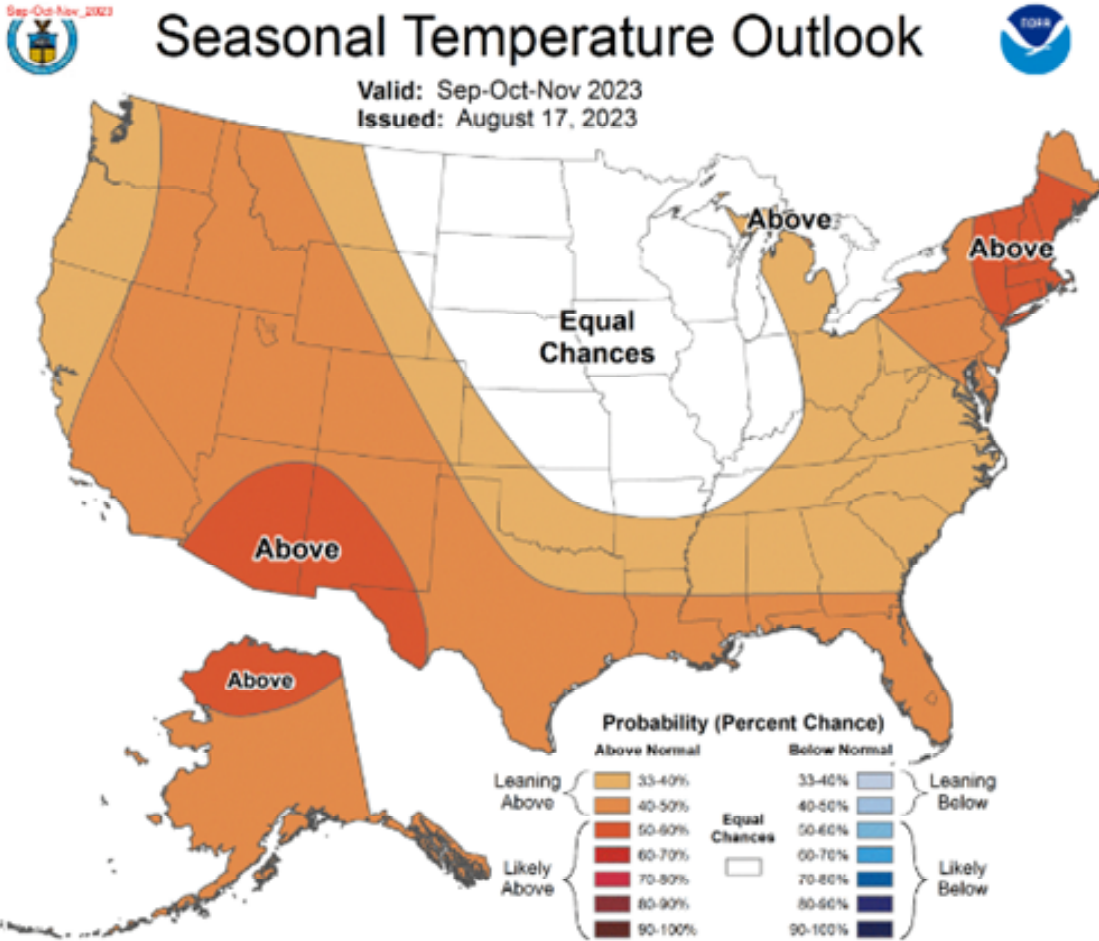 Sep-Oct-Nov_2023
Seasonal Temperature Outlook
NOAA
Valid: Sep-Oct-Nov 2023
Issued: August 17, 2023
Above
Above
Equal
Chances
Above
Above
Probability (Percent Chance)
Above Normal
Below Normal
Leaning
Above
33-40%
40-50%
Likely
Above
50-60%
60-70%
70-80%
80-90%
90-100%
Equal
Chances
33-40%
40-50%
Leaning
Below
50-60%
60-70%
70-80%
80-90%
90-100%
Likely
Below